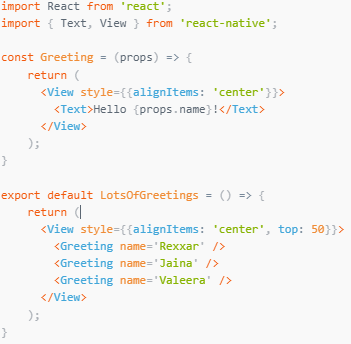 import React from 'react';
import { Text, View } from 'react-native';

const Greeting = (props) => {
    return (
      <View style={{alignItems: 'center'}}>
        <Text>Hello {props.name}!</Text>
      </View>
    );
}

export default LotsOfGreetings = () => {
    return (
      <View style={{alignItems: 'center', top: 50}}>
        <Greeting name='Rexxar' />
        <Greeting name='Jaina' />
        <Greeting name='Valeera' />
      </View>
    );
}